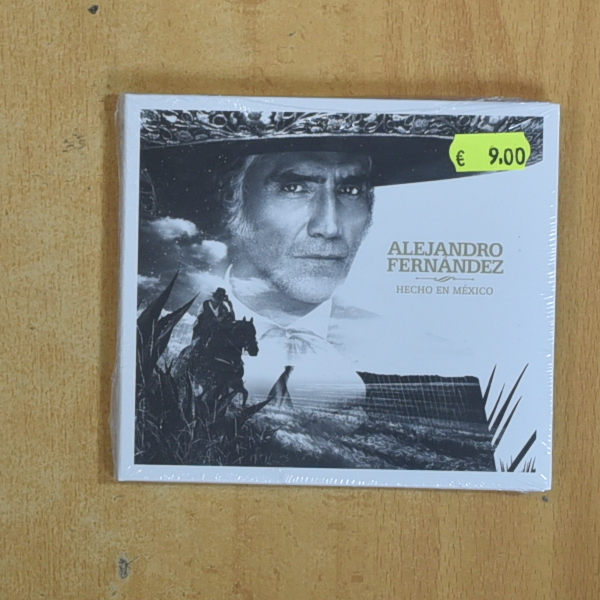 € 9.00
ALEJANDRO
FERNÁNDEZ
HECHO EN MÉXICO